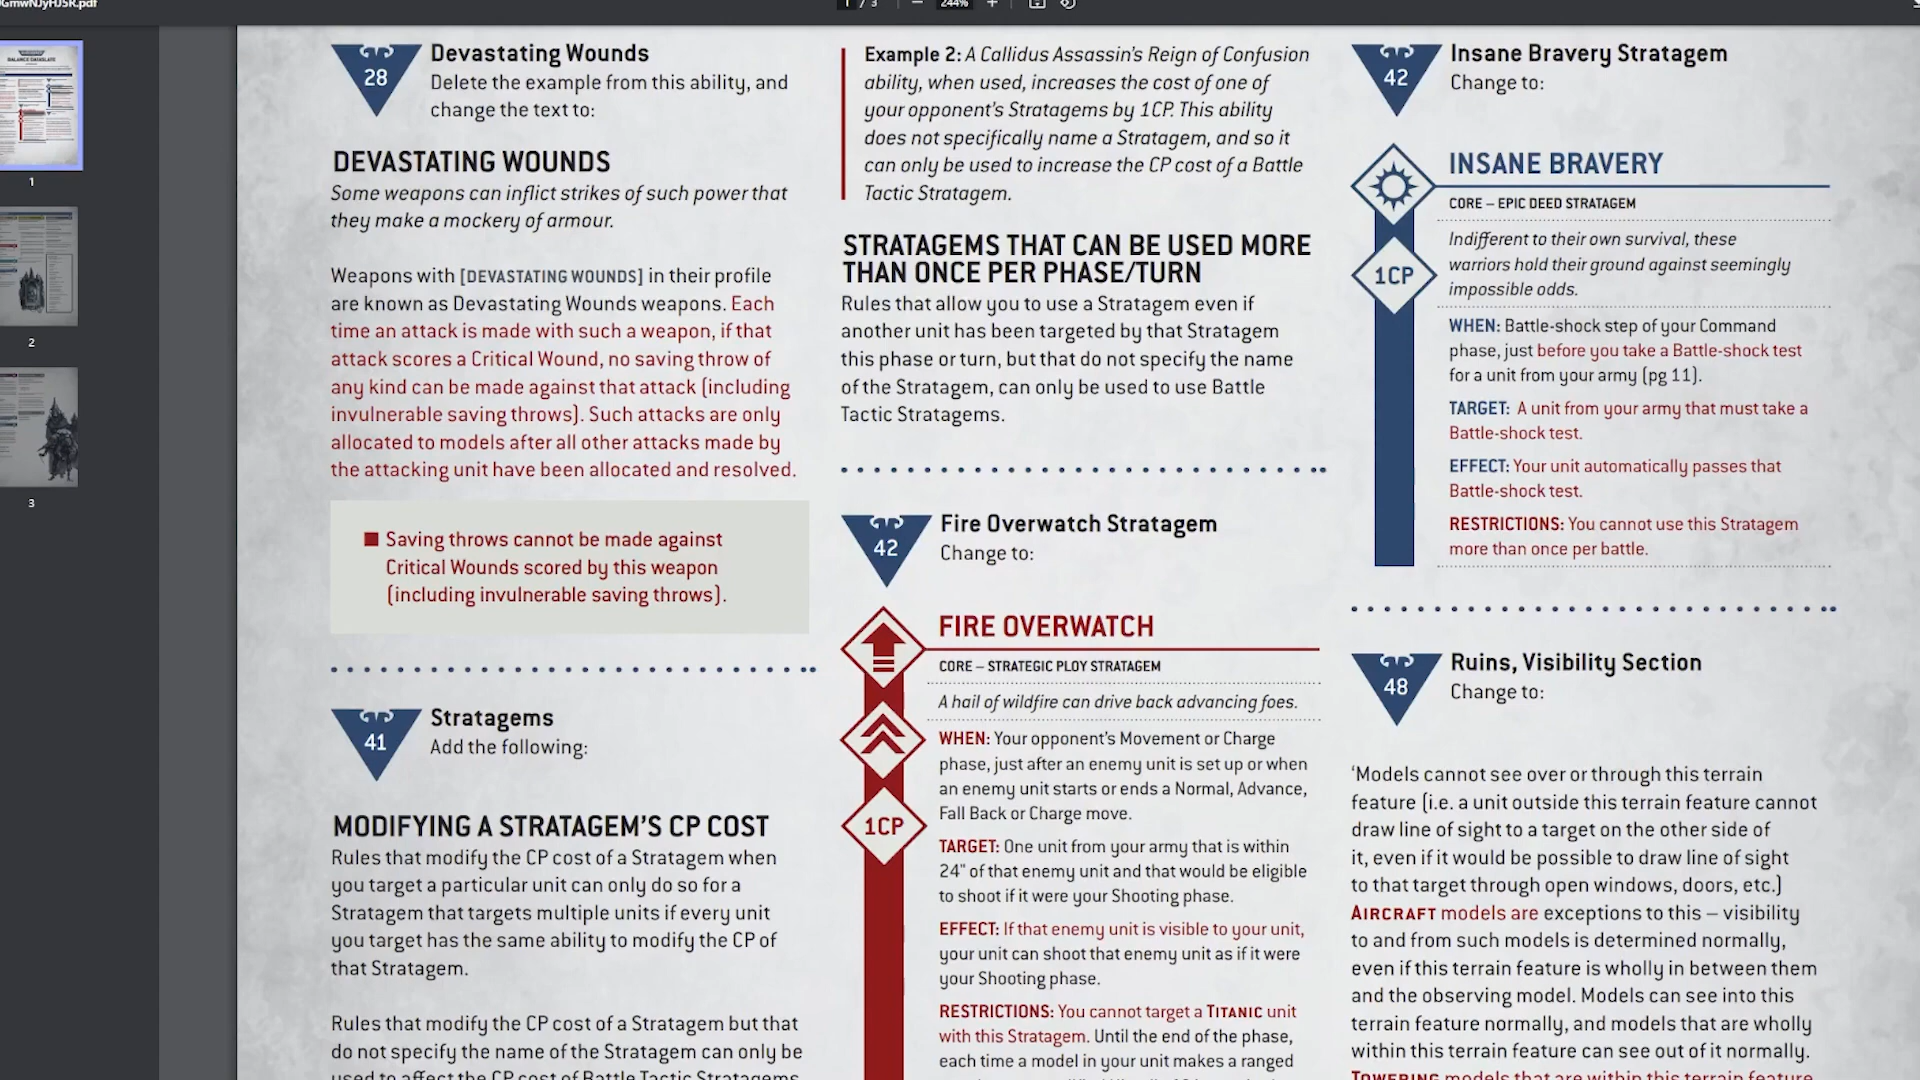 GmwNJyHJSR.pdf
1 / 3
244%
1
2
3
28
Devastating Wounds
Delete the example from this ability, and
change the text to:
DEVASTATING WOUNDS
Some weapons can inflict strikes of such power that
they make a mockery of armour.
Weapons with [DEVASTATING WOUNDS] in their profile
are known as Devastating Wounds weapons. Each
time an attack is made with such a weapon, if that
attack scores a Critical Wound, no saving throw of
any kind can be made against that attack (including
invulnerable saving throws). Such attacks are only
allocated to models after all other attacks made by
the attacking unit have been allocated and resolved.
Saving throws cannot be made against
Critical Wounds scored by this weapon
(including invulnerable saving throws).
41
Stratagems
Add the following:
MODIFYING A STRATAGEM'S CP COST
Rules that modify the CP cost of a Stratagem when
you target a particular unit can only do so for a
Stratagem that targets multiple units if every unit
you target has the same ability to modify the CP of
that Stratagem.
Rules that modify the CP cost of a Stratagem but that
do not specify the name of the Stratagem can only be
used to affect the CP cost of Battle Tactic Stratagems.
Example 2: A Callidus Assassin's Reign of Confusion
ability, when used, increases the cost of one of
your opponent's Stratagems by 1CP. This ability
does not specifically name a Stratagem, and so it
can only be used to increase the CP cost of a Battle
Tactic Stratagem.
STRATAGEMS THAT CAN BE USED MORE
THAN ONCE PER PHASE/TURN
Rules that allow you to use a Stratagem even if
another unit has been targeted by that Stratagem
this phase or turn, but that do not specify the name
of the Stratagem, can only be used to use Battle
Tactic Stratagems.
42
Fire Overwatch Stratagem
Change to:
FIRE OVERWATCH
CORE – STRATEGIC PLOY STRATAGEM
A hail of wildfire can drive back advancing foes.
1CP
WHEN: Your opponent's Movement or Charge
phase, just after an enemy unit is set up or when
an enemy unit starts or ends a Normal, Advance,
Fall Back or Charge move.
TARGET: One unit from your army that is within
24" of that enemy unit and that would be eligible
to shoot if it were your Shooting phase.
EFFECT: If that enemy unit is visible to your unit,
your unit can shoot that enemy unit as if it were
your Shooting phase.
RESTRICTIONS: You cannot target a TITANIC unit
with this Stratagem. Until the end of the phase,
each time a model in your unit makes a ranged
42
Insane Bravery Stratagem
Change to:
INSANE BRAVERY
CORE – EPIC DEED STRATAGEM
1CP
Indifferent to their own survival, these
warriors hold their ground against seemingly
impossible odds.
WHEN: Battle-shock step of your Command
phase, just before you take a Battle-shock test
for a unit from your army (pg 11).
TARGET: A unit from your army that must take a
Battle-shock test.
EFFECT: Your unit automatically passes that
Battle-shock test.
RESTRICTIONS: You cannot use this Stratagem
more than once per battle.
48
Ruins, Visibility Section
Change to:
'Models cannot see over or through this terrain
feature (i.e. a unit outside this terrain feature cannot
draw line of sight to a target on the other side of
it, even if it would be possible to draw line of sight
to that target through open windows, doors, etc.)
AIRCRAFT models are exceptions to this – visibility
to and from such models is determined normally,
even if this terrain feature is wholly in between them
and the observing model. Models can see into this
terrain feature normally, and models that are wholly
within this terrain feature can see out of it normally.
TOWERING models that are within this terrain feature